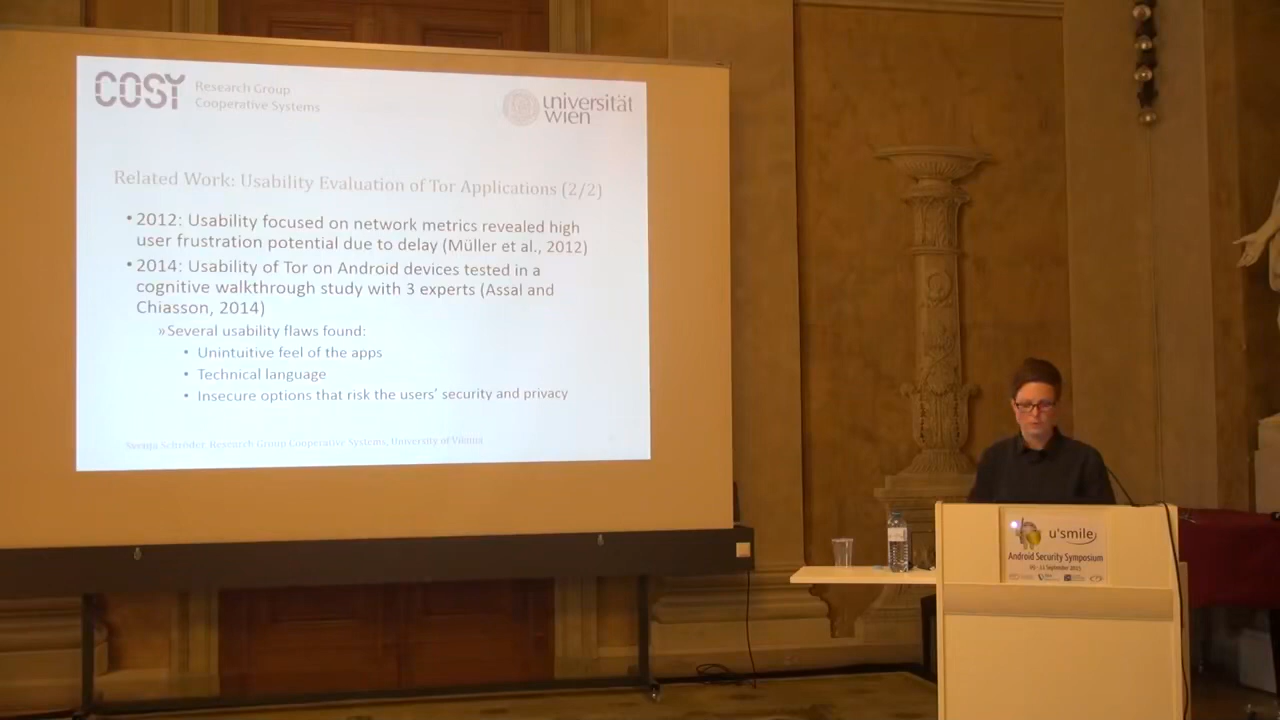 COSY
Research Group
Cooperative Systems
universität
wien
Related Work: Usability Evaluation of Tor Applications (2/2)
• 2012: Usability focused on network metrics revealed high
user frustration potential due to delay (Müller et al., 2012)
• 2014: Usability of Tor on Android devices tested in a
cognitive walkthrough study with 3 experts (Assal and
Chiasson, 2014)
» Several usability flaws found:
• Unintuitive feel of the apps
• Technical language
• Insecure options that risk the users' security and privacy
Svenja Schröder, Research Group Cooperative Systems, University of Vienna
u'smile
Android Security Symposium
September 2015